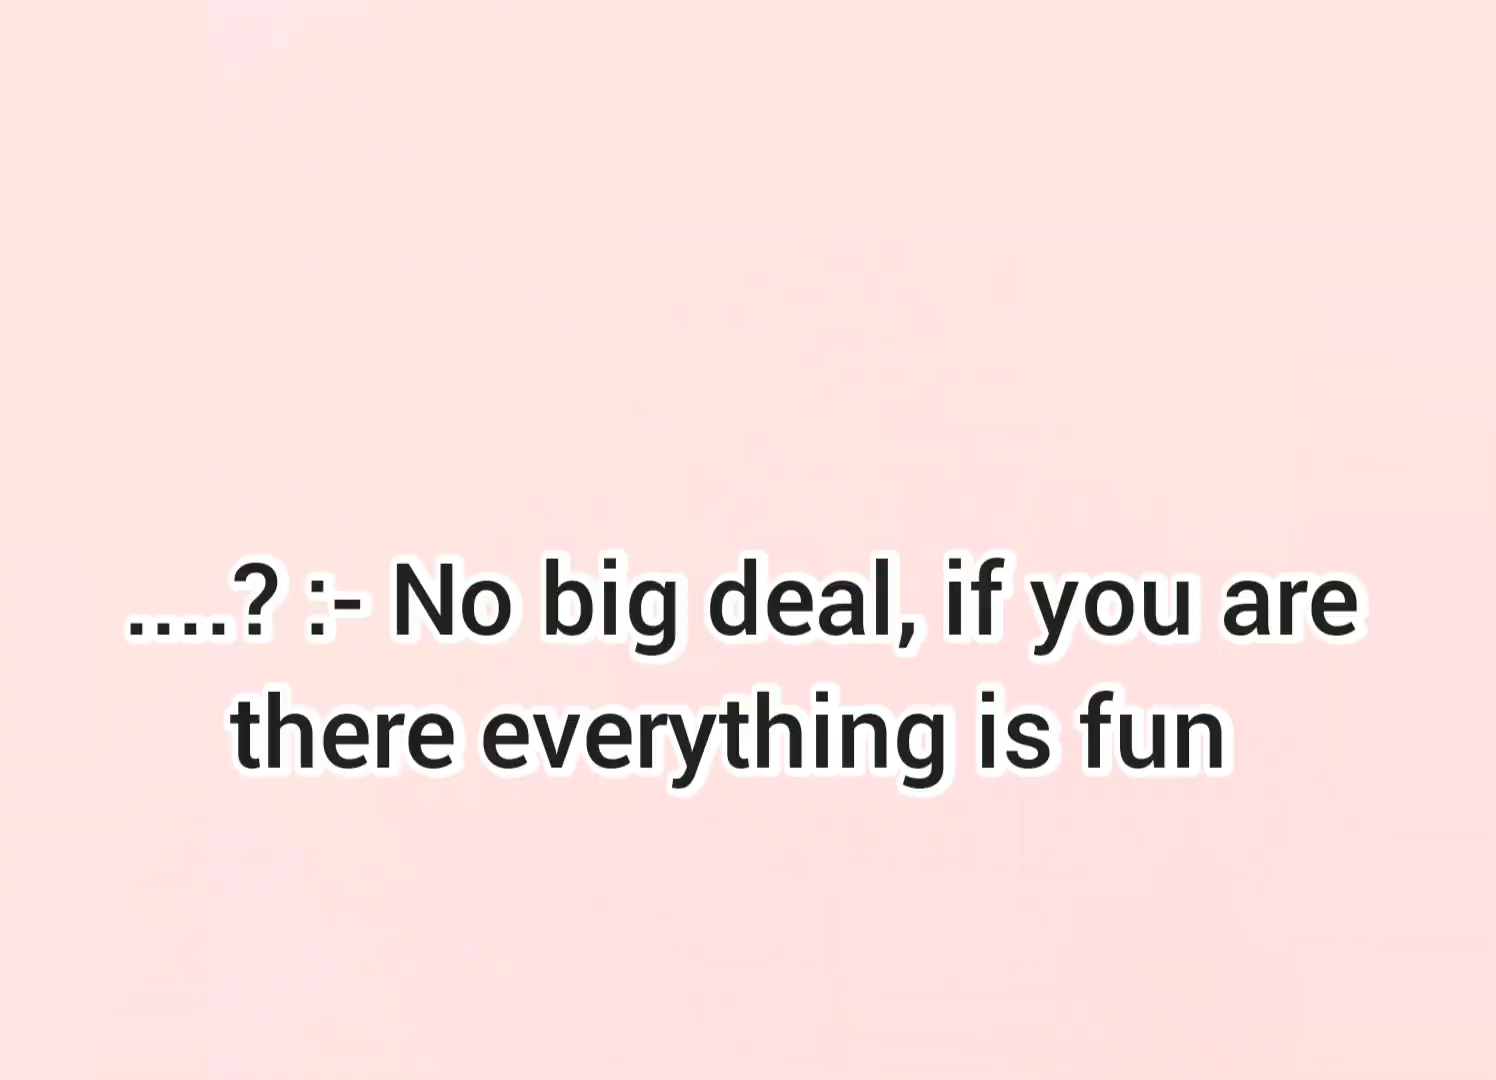 ....? :- No big deal, if you are
there everything is fun